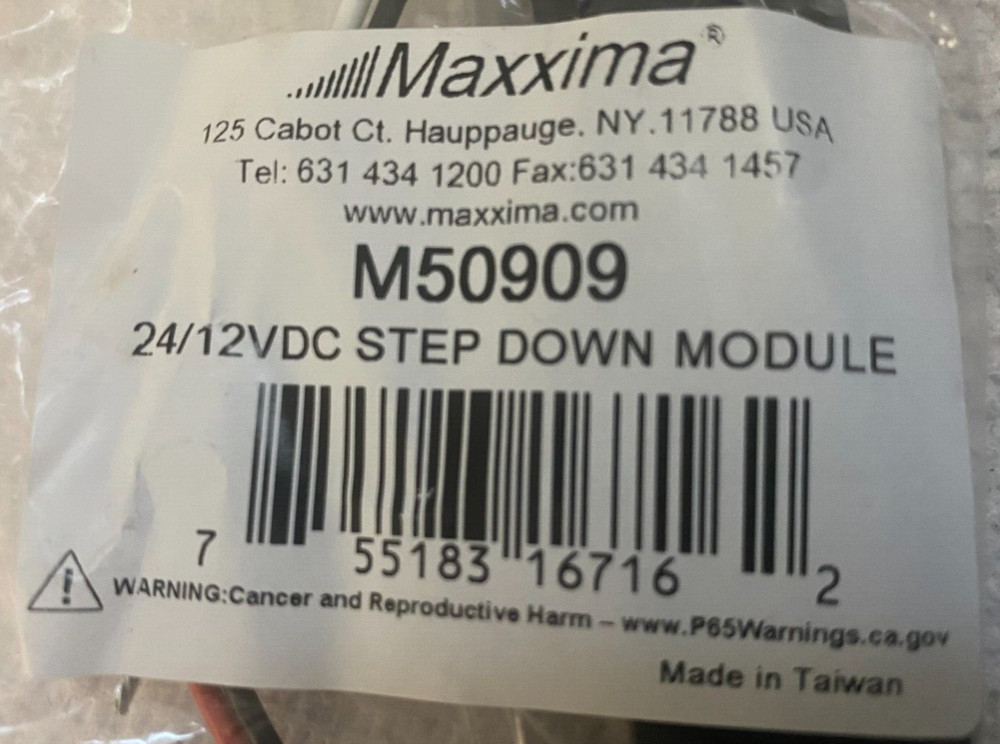 Maxxima®
125 Cabot Ct. Hauppauge. NY.11788 USA
Tel: 631 434 1200 Fax:631 434 1457
www.maxxima.com
M50909
24/12VDC STEP DOWN MODULE
7 55183 16716 2
WARNING:Cancer and Reproductive Harm – www.P65Warnings.ca.gov
Made in Taiwan